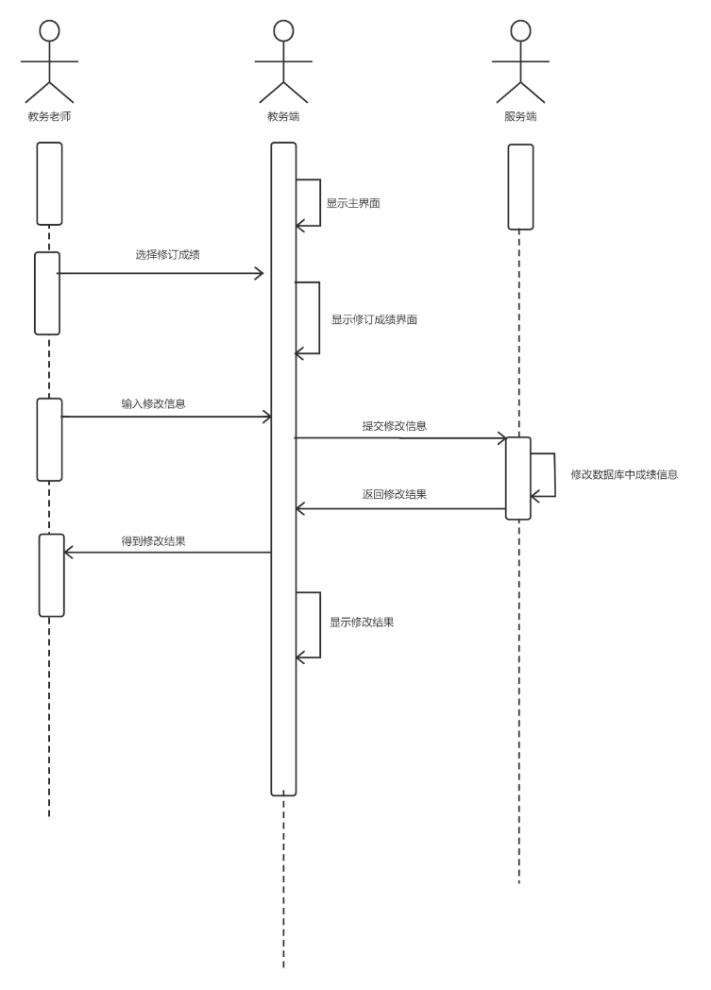 教务老师
教务端
服务端
显示主界面
选择修订成绩
显示修订成绩界面
输入修改信息
提交修改信息
修改数据库中成绩信息
返回修改结果
得到修改结果
显示修改结果